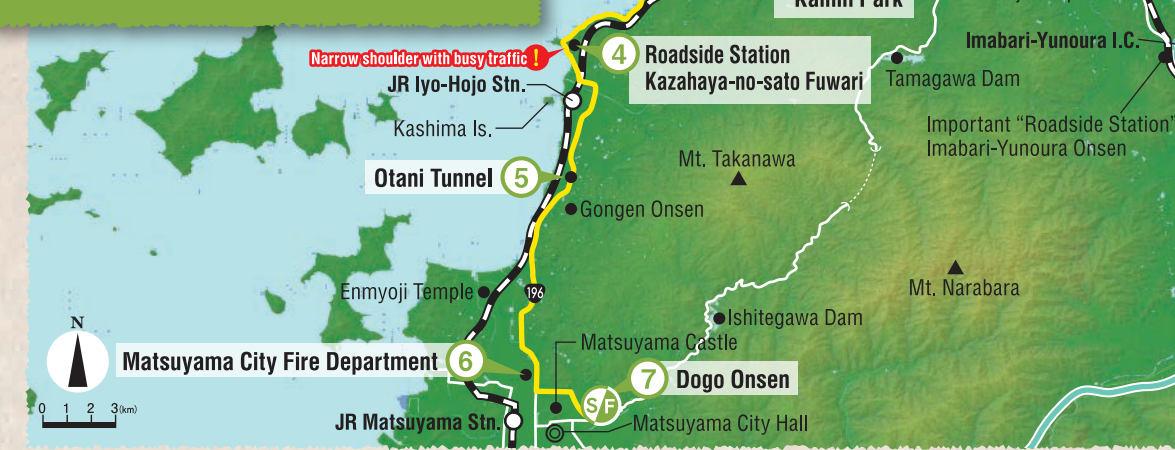 Narrow shoulder with busy traffic !
4
Roadside Station
Kazahaya-no-sato Fuwari
Imabari-Yunoura I.C.
Tamagawa Dam
JR Iyo-Hojo Stn.
Kashima Is.
Important “Roadside Station”
Imabari-Yunoura Onsen
Mt. Takanawa
Otani Tunnel
5
Gongen Onsen
Enmyoji Temple
196
Mt. Narabara
Ishitegawa Dam
N
Matsuyama Castle
Matsuyama City Fire Department
6
7
Dogo Onsen
S/F
0 1 2 3(km)
JR Matsuyama Stn.
Matsuyama City Hall